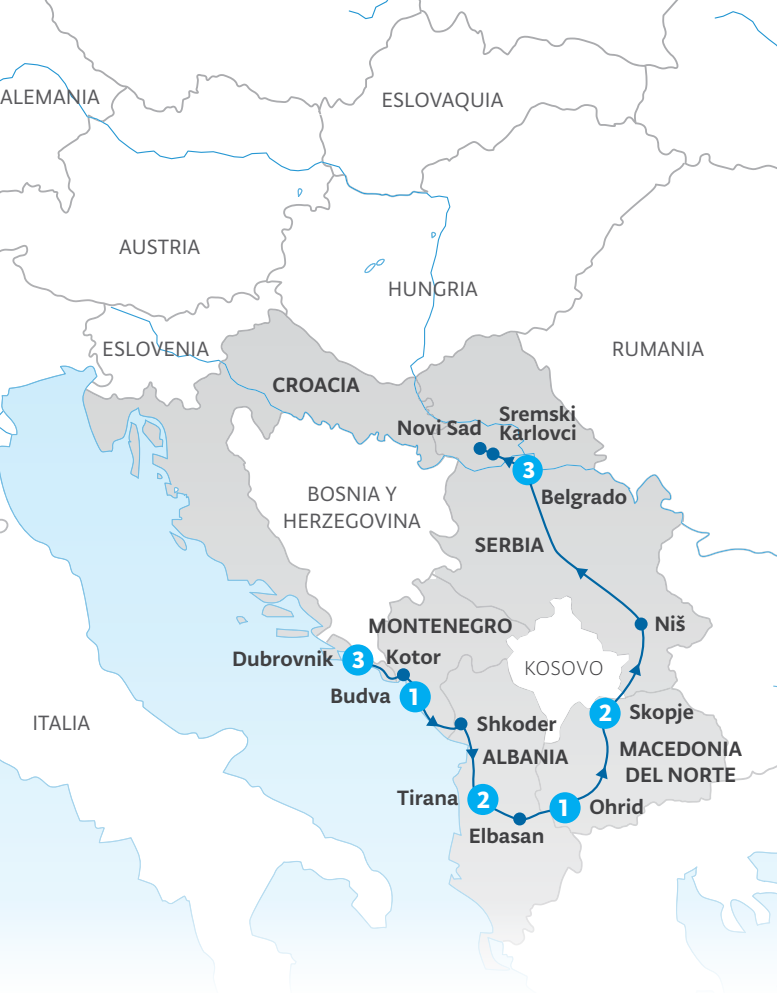 ALEMANIA
ESLOVAQUIA
AUSTRIA
HUNGRIA
ESLOVENIA
RUMANIA
CROACIA
Novi Sad
Sremski
Karlovci
3
Belgrado
BOSNIA Y
HERZEGOVINA
SERBIA
MONTENEGRO
Niš
Dubrovnik
3
Kotor
KOSOVO
Budva
1
2
Skopje
ITALIA
Shkoder
ALBANIA
MACEDONIA
DEL NORTE
Tirana
2
1
Ohrid
Elbasan